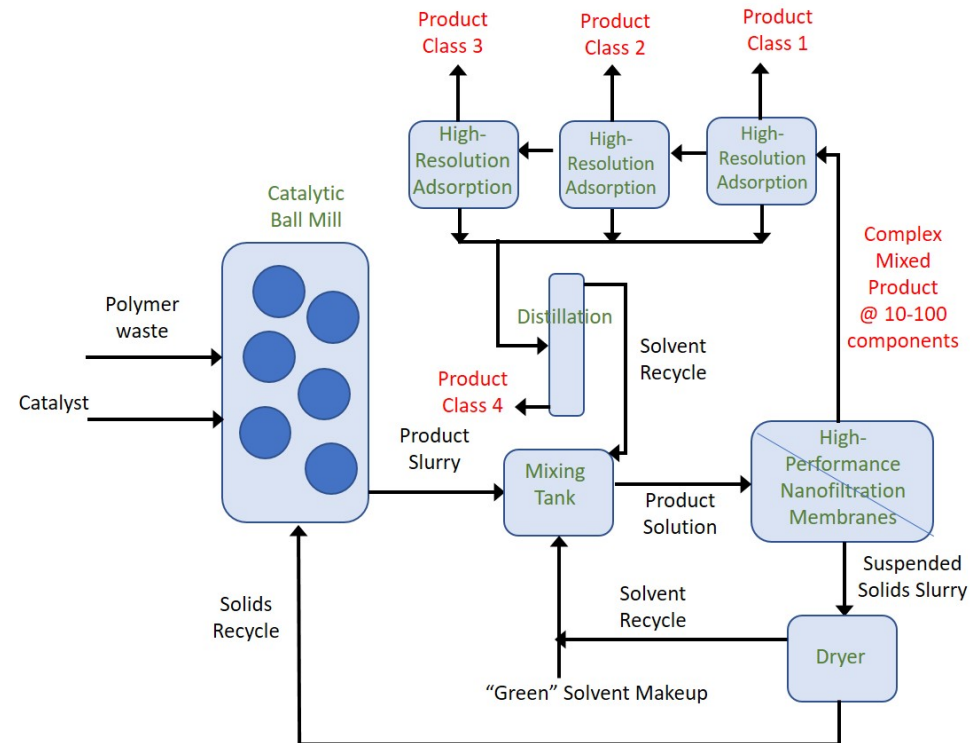 Product
Class 3
Product
Class 2
Product
Class 1
High-
Resolution
Adsorption
High-
Resolution
Adsorption
High-
Resolution
Adsorption
Catalytic
Ball Mill
Complex
Mixed
Product
@ 10-100
components
Polymer
waste
Catalyst
Distillation
Solvent
Recycle
Product
Class 4
Product
Slurry
Mixing
Tank
Product
Solution
High-
Performance
Nanofiltration
Membranes
Suspended
Solids Slurry
Solids
Recycle
Solvent
Recycle
Dryer
“Green” Solvent Makeup